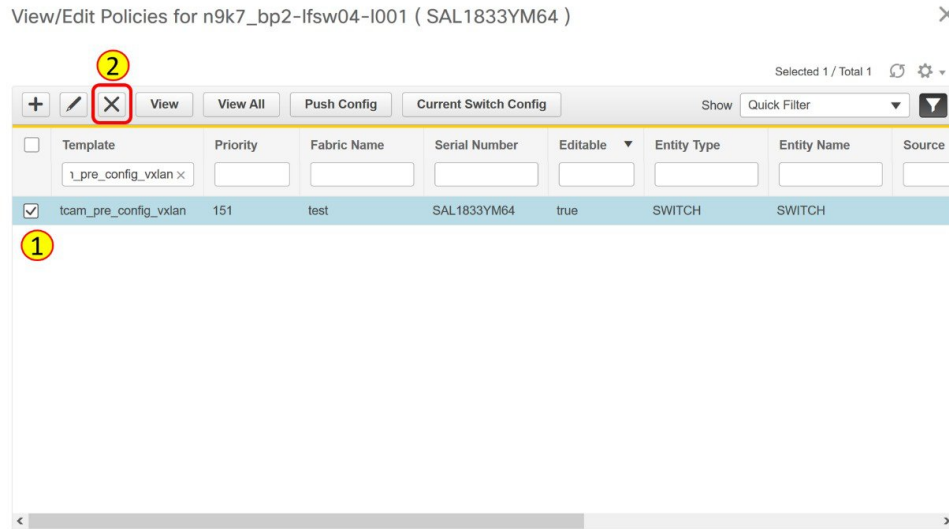 View/Edit Policies for n9k7_bp2-lfsw04-l001 ( SAL1833YM64 )
2
Selected 1 / Total 1
View View All Push Config Current Switch Config Show Quick Filter
Template Priority Fabric Name Serial Number Editable Entity Type Entity Name Source
_pre_config_vxlan ×
tcam_pre_config_vxlan 151 test SAL1833YM64 true SWITCH SWITCH
1